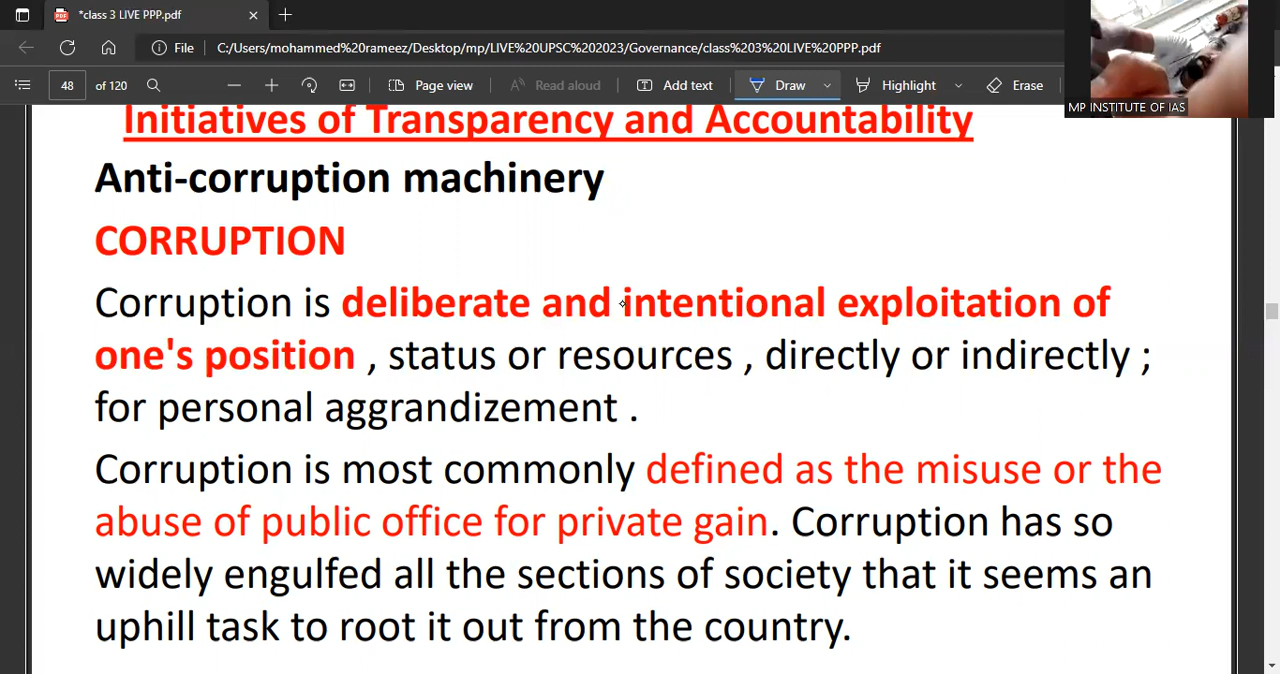 *class 3 LIVE PPP.pdf
File C:/Users/mohammed%20rameez/Desktop/mp/LIVE%20UPSC%202023/Governance/class%203%20LIVE%20PPP.pdf
48 of 120 Page view Read aloud Add text Draw Highlight Erase
MP INSTITUTE OF IAS
Initiatives of Transparency and Accountability
Anti-corruption machinery
CORRUPTION
Corruption is deliberate and intentional exploitation of
one's position , status or resources , directly or indirectly ;
for personal aggrandizement .
Corruption is most commonly defined as the misuse or the
abuse of public office for private gain. Corruption has so
widely engulfed all the sections of society that it seems an
uphill task to root it out from the country.